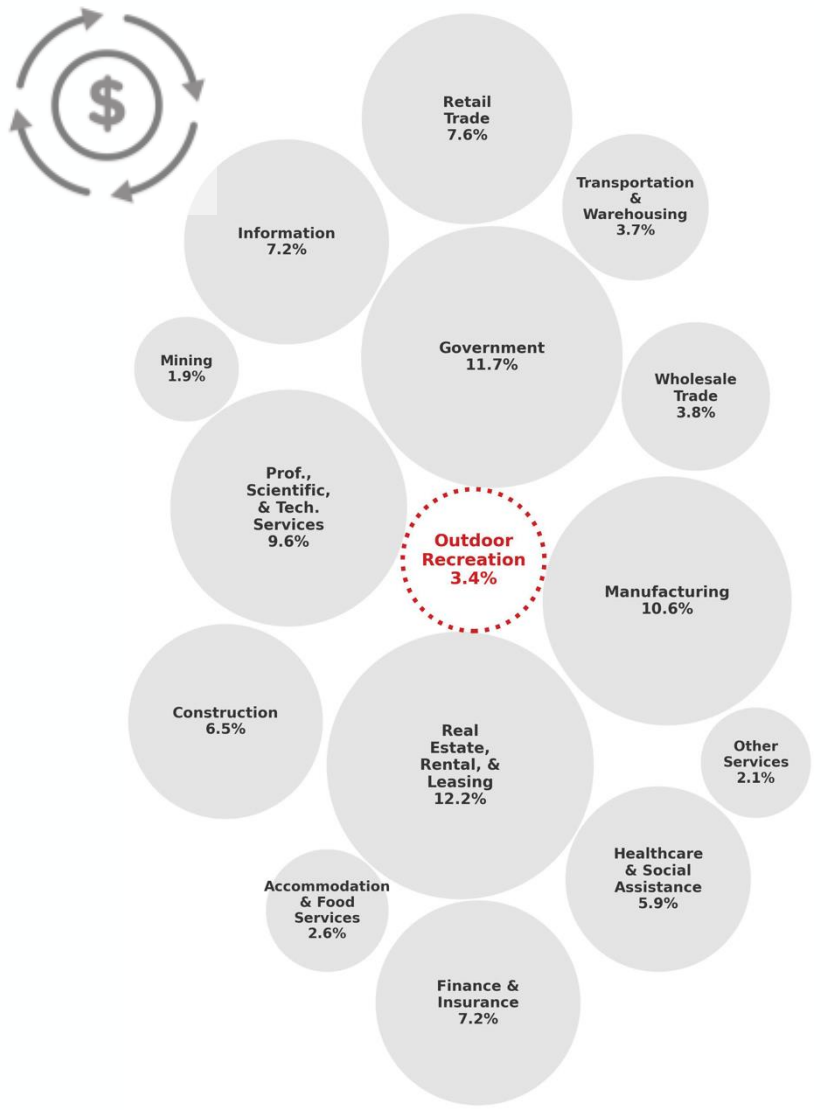 $
Retail
Trade
7.6%
Transportation
&
Warehousing
3.7%
Information
7.2%
Government
11.7%
Mining
1.9%
Wholesale
Trade
3.8%
Prof.,
Scientific,
& Tech.
Services
9.6%
Outdoor
Recreation
3.4%
Manufacturing
10.6%
Construction
6.5%
Real
Estate,
Rental, &
Leasing
12.2%
Other
Services
2.1%
Healthcare
& Social
Assistance
5.9%
Accommodation
& Food
Services
2.6%
Finance &
Insurance
7.2%